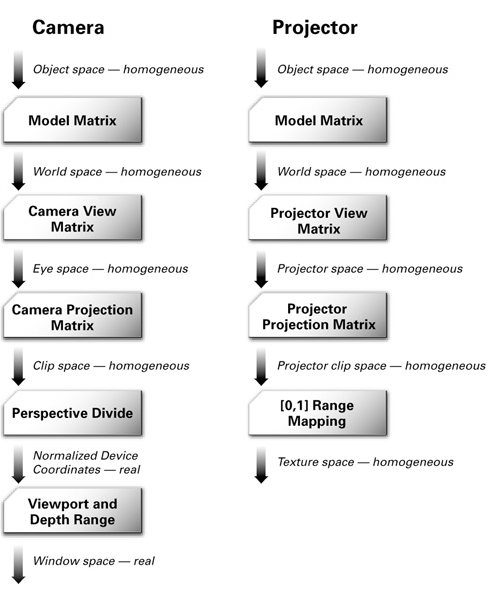 Camera
Object space — homogeneous
Model Matrix
World space — homogeneous
Camera View
Matrix
Eye space — homogeneous
Camera Projection
Matrix
Clip space — homogeneous
Perspective Divide
Normalized Device
Coordinates — real
Viewport and
Depth Range
Window space — real
Projector
Object space — homogeneous
Model Matrix
World space — homogeneous
Projector View
Matrix
Projector space — homogeneous
Projector
Projection Matrix
Projector clip space — homogeneous
[0,1] Range
Mapping
Texture space — homogeneous